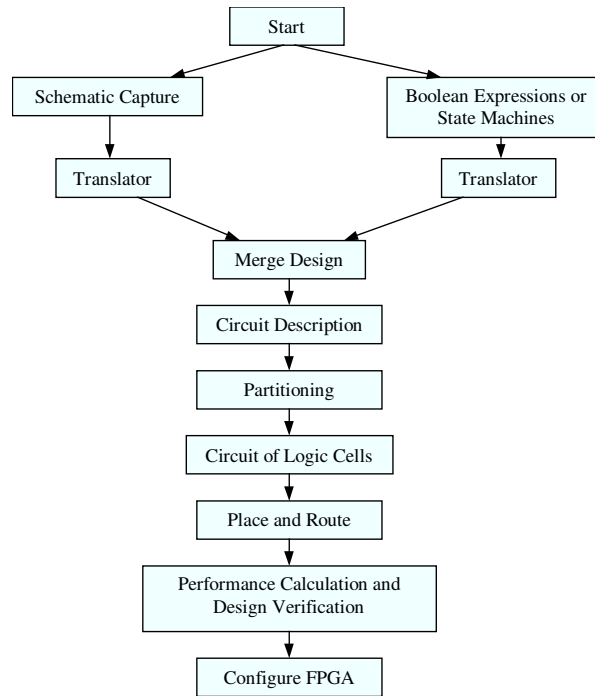 Start
Schematic Capture
Boolean Expressions or
State Machines
Translator
Translator
Merge Design
Circuit Description
Partitioning
Circuit of Logic Cells
Place and Route
Performance Calculation and
Design Verification
Configure FPGA